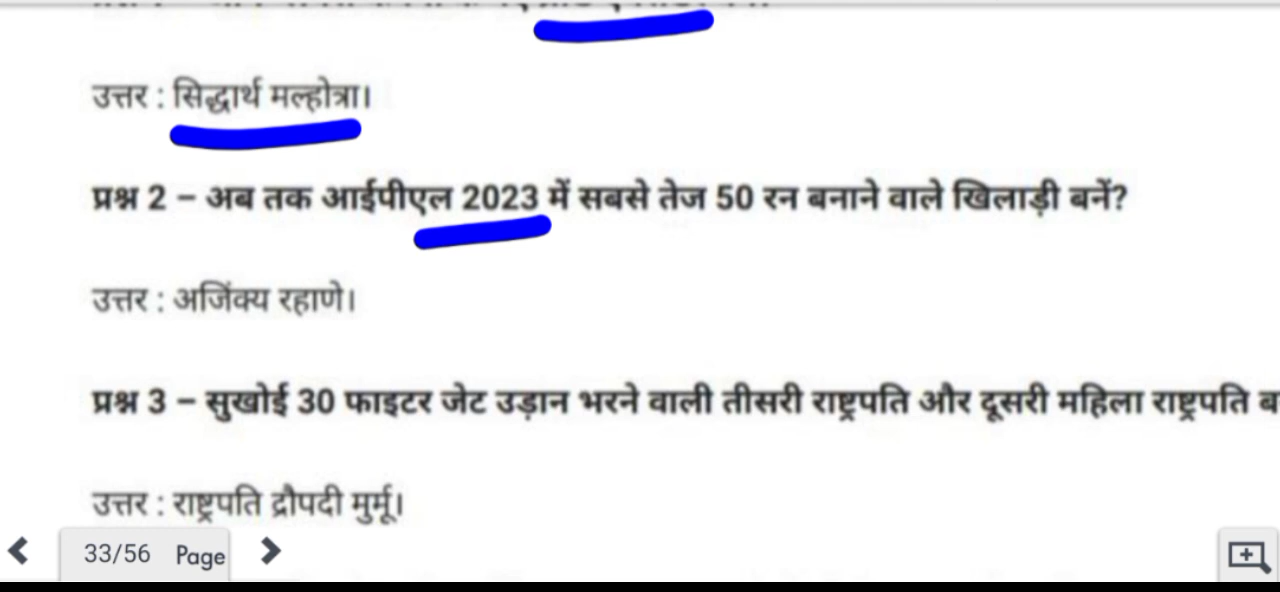 उत्तर : सिद्धार्थ मल्होत्रा।
प्रश्न 2 – अब तक आईपीएल 2023 में सबसे तेज 50 रन बनाने वाले खिलाड़ी बनें?
उत्तर : अजिंक्य रहाणे।
प्रश्न 3 – सुखोई 30 फाइटर जेट उड़ान भरने वाली तीसरी राष्ट्रपति और दूसरी महिला राष्ट्रपति
उत्तर : राष्ट्रपति द्रौपदी मुर्मू।
33/56 Page